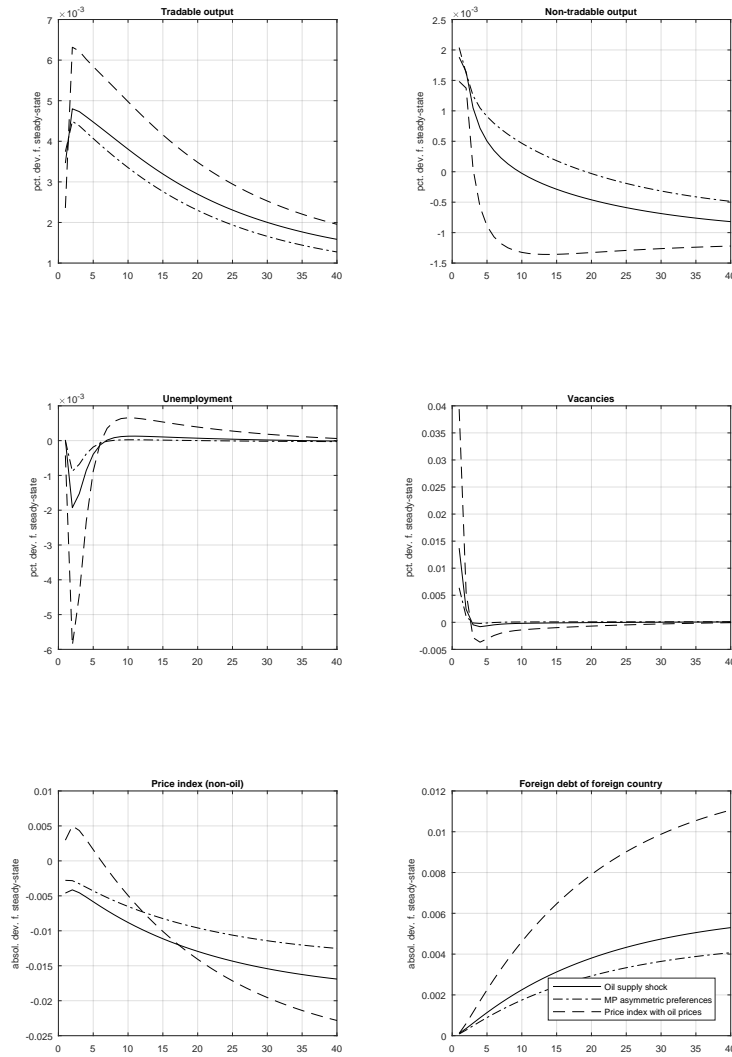 Tradable output
×10⁻³
7
6
5
4
3
2
1
pct. dev. f. steady-state
0 5 10 15 20 25 30 35 40
Non-tradable output
×10⁻³
2.5
2
1.5
1
0.5
0
-0.5
-1
-1.5
pct. dev. f. steady-state
0 5 10 15 20 25 30 35 40
Unemployment
×10⁻³
1
0
-1
-2
-3
-4
-5
-6
pct. dev. f. steady-state
0 5 10 15 20 25 30 35 40
Vacancies
0.04
0.035
0.03
0.025
0.02
0.015
0.01
0.005
0
-0.005
pct. dev. f. steady-state
0 5 10 15 20 25 30 35 40
Price index (non-oil)
0.01
0.005
0
-0.005
-0.01
-0.015
-0.02
-0.025
absol. dev. f. steady-state
0 5 10 15 20 25 30 35 40
Foreign debt of foreign country
0.012
0.01
0.008
0.006
0.004
0.002
0
absol. dev. f. steady-state
0 5 10 15 20 25 30 35 40
Oil supply shock
MP asymmetric preferences
Price index with oil prices